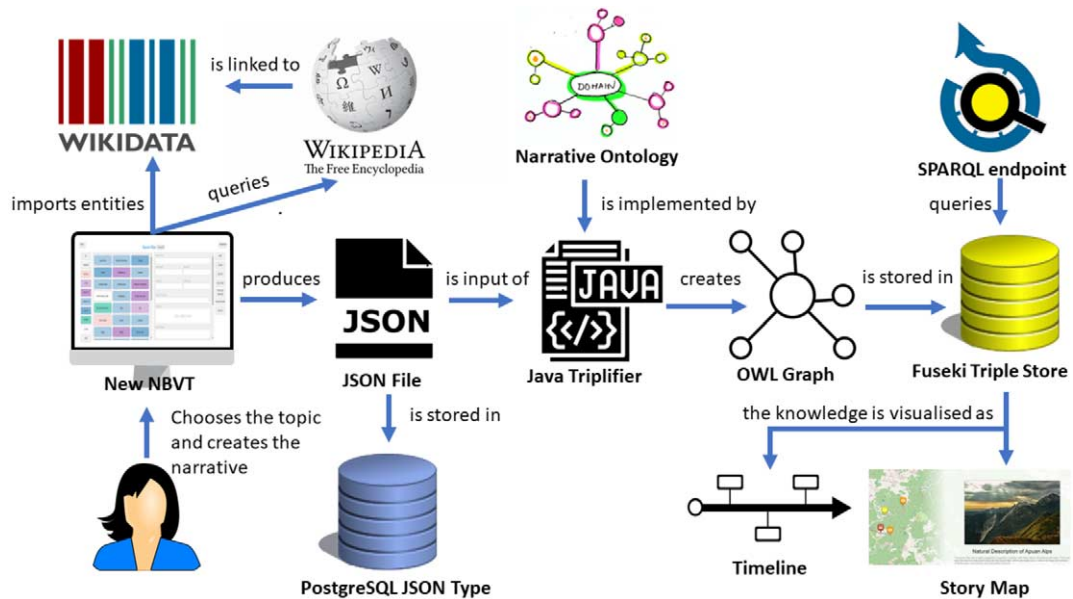 is linked to
WIKIDATA
WIKIPEDIA
The Free Encyclopedia
DOMAIN
Narrative Ontology
SPARQL endpoint
imports entities
queries
is implemented by
queries
produces
JSON
is input of
JAVA
{</>}
creates
is stored in
New NBVT
JSON File
Java Triplifier
OWL Graph
Fuseki Triple Store
Chooses the topic
and creates the
narrative
is stored in
the knowledge is visualised as
Natural Description of Apuan Alps
PostgreSQL JSON Type
Timeline
Story Map